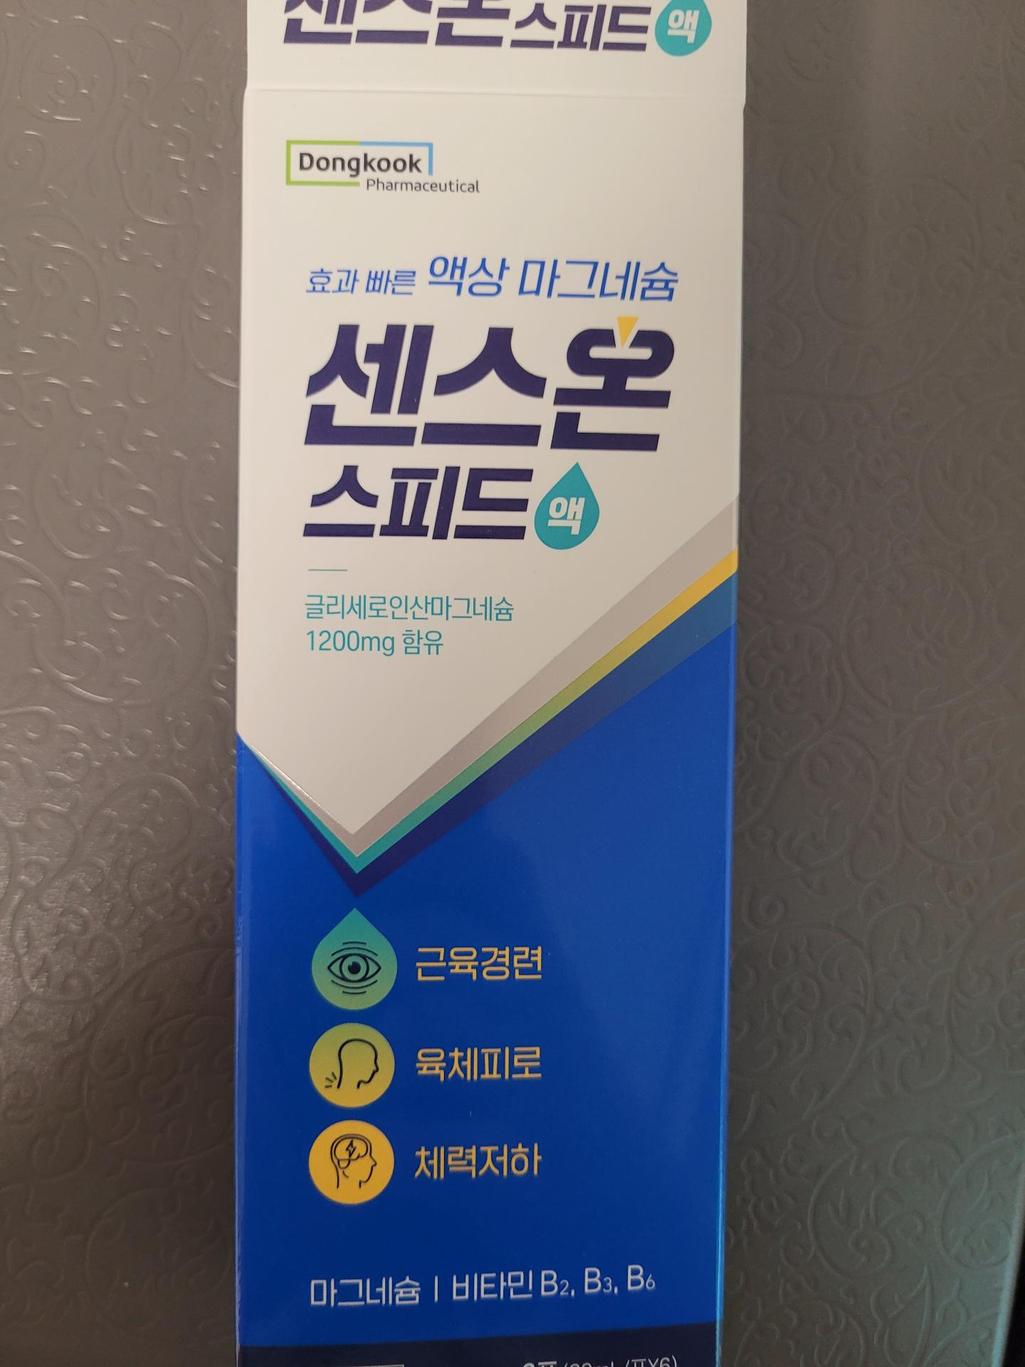 센스온 스피드 액
Dongkook
Pharmaceutical
효과 빠른 액상 마그네슘
센스온
스피드 액
글리세로인산마그네슘
1200mg 함유
근육경련
육체피로
체력저하
마그네슘 | 비타민 B₂, B₃, B₆